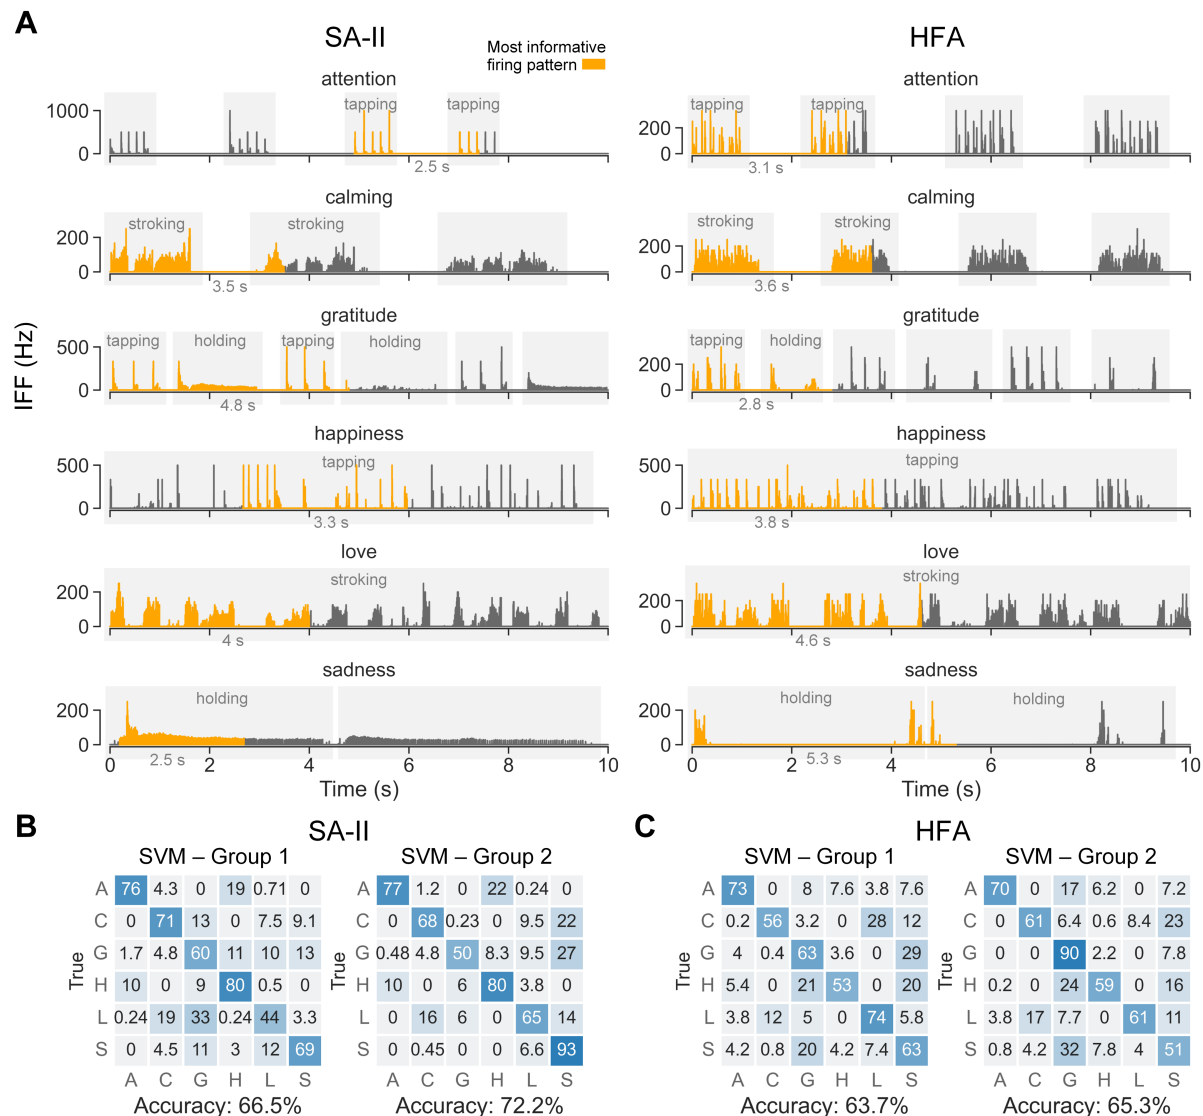 A
SA-II
HFA
Most informative
firing pattern
IFF (Hz)
attention
1000
0
tapping
tapping
2.5 s
attention
200
0
tapping
tapping
3.1 s
calming
200
0
stroking
stroking
3.5 s
calming
200
0
stroking
stroking
3.6 s
gratitude
500
0
tapping
holding
tapping
holding
4.8 s
gratitude
200
0
tapping
holding
2.8 s
happiness
500
0
tapping
3.3 s
happiness
500
0
tapping
3.8 s
love
200
0
stroking
4 s
love
200
0
stroking
4.6 s
sadness
200
0
holding
2.5 s
0 2 4 6 8 10
Time (s)
sadness
200
0
holding
holding
5.3 s
0 2 4 6 8 10
Time (s)
B
SA-II
SVM – Group 1
True
A 76 4.3 0 19 0.71 0
C 0 71 13 0 7.5 9.1
G 1.7 4.8 60 11 10 13
H 10 0 9 80 0.5 0
L 0.24 19 33 0.24 44 3.3
S 0 4.5 11 3 12 69
A C G H L S
Accuracy: 66.5%
SVM – Group 2
A 77 1.2 0 22 0.24 0
C 0 68 0.23 0 9.5 22
G 0.48 4.8 50 8.3 9.5 27
H 10 0 6 80 3.8 0
L 0 16 6 0 65 14
S 0 0.45 0 0 6.6 93
A C G H L S
Accuracy: 72.2%
C
HFA
SVM – Group 1
True
A 73 0 8 7.6 3.8 7.6
C 0.2 56 3.2 0 28 12
G 4 0.4 63 3.6 0 29
H 5.4 0 21 53 0 20
L 3.8 12 5 0 74 5.8
S 4.2 0.8 20 4.2 7.4 63
A C G H L S
Accuracy: 63.7%
SVM – Group 2
True
A 70 0 17 6.2 0 7.2
C 0 61 6.4 0.6 8.4 23
G 0 0 90 2.2 0 7.8
H 0.2 0 24 59 0 16
L 3.8 17 7.7 0 61 11
S 0.8 4.2 32 7.8 4 51
A C G H L S
Accuracy: 65.3%